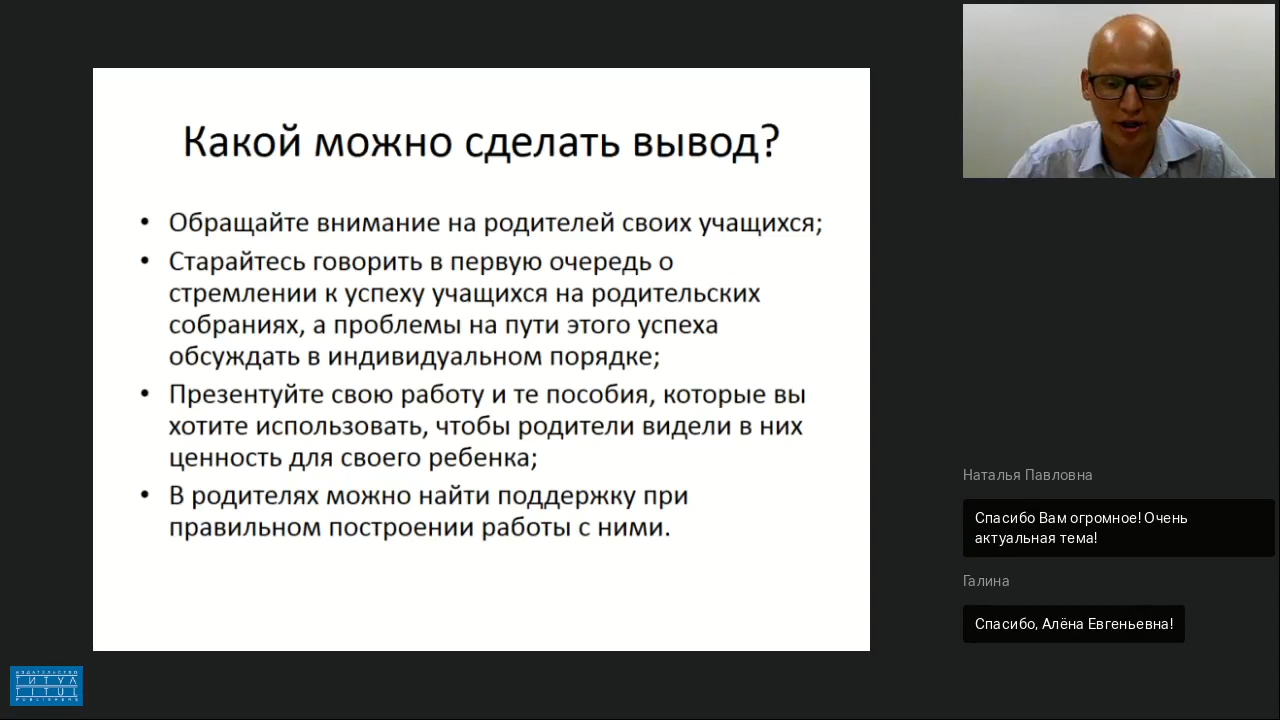 Какой можно сделать вывод?
• Обращайте внимание на родителей своих учащихся;
• Старайтесь говорить в первую очередь о
стремлении к успеху учащихся на родительских
собраниях, а проблемы на пути этого успеха
обсуждать в индивидуальном порядке;
• Презентуйте свою работу и те пособия, которые вы
хотите использовать, чтобы родители видели в них
ценность для своего ребенка;
• В родителях можно найти поддержку при
правильном построении работы с ними.
Наталья Павловна
Спасибо Вам огромное! Очень
актуальная тема!
Галина
Спасибо, Алёна Евгеньевна!
ИЗДАТЕЛЬСТВО
ТИТУЛ
TITUL
PUBLISHERS